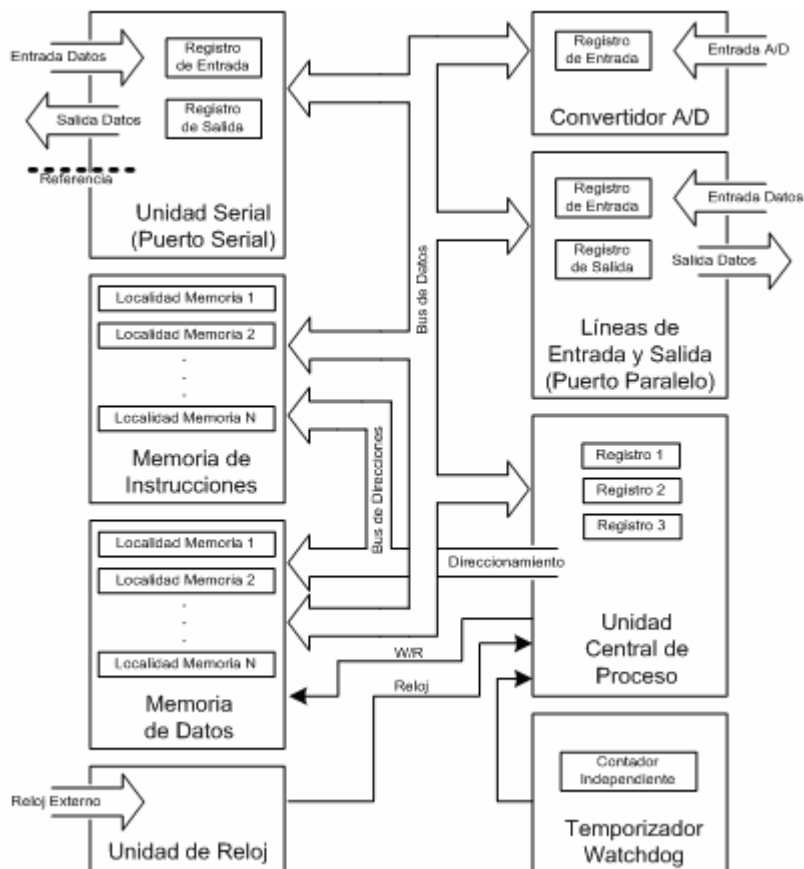 Entrada Datos
Registro
de Entrada
Salida Datos
Registro
de Salida
Referencia
Unidad Serial
(Puerto Serial)
Localidad Memoria 1
Localidad Memoria 2
.
.
.
Localidad Memoria N
Memoria de
Instrucciones
Localidad Memoria 1
Localidad Memoria 2
.
.
.
Localidad Memoria N
Memoria
de Datos
Reloj Externo
Unidad de Reloj
Bus de Datos
Bus de Direcciones
Direccionamiento
W/R
Reloj
Registro
de Entrada
Entrada A/D
Convertidor A/D
Registro
de Entrada
Entrada Datos
Registro
de Salida
Salida Datos
Líneas de
Entrada y Salida
(Puerto Paralelo)
Registro 1
Registro 2
Registro 3
Unidad
Central de
Proceso
Contador
Independiente
Temporizador
Watchdog